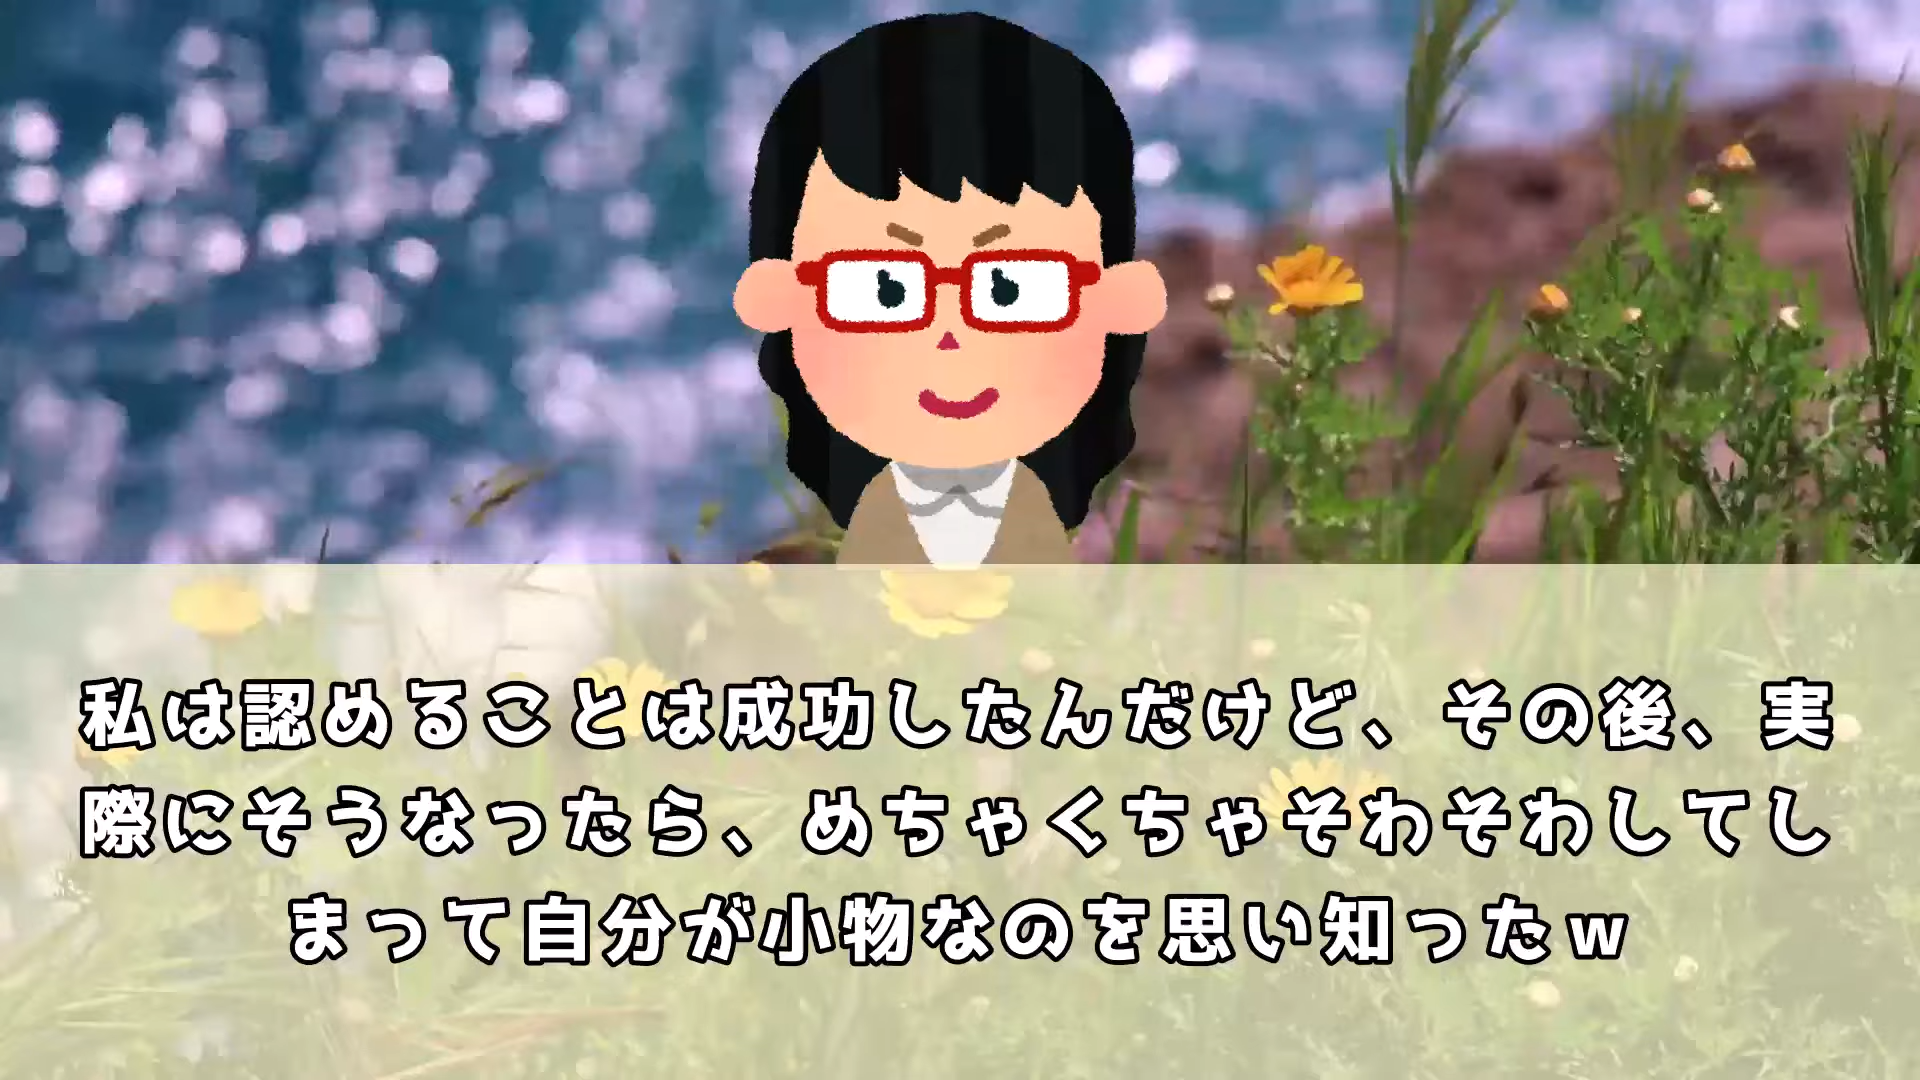 私は認めることは成功したんだけど、その後、実
際にそうなったら、めちゃくちゃそわそわしてし
まって自分が小物なのを思い知ったｗ